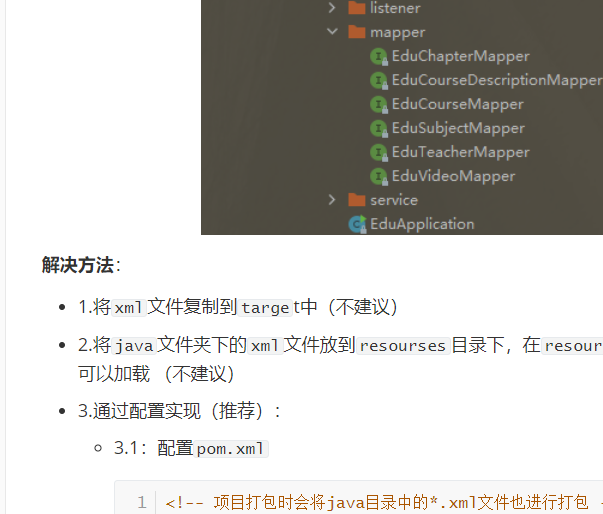 listener
mapper
EduChapterMapper
EduCourseDescriptionMapper
EduCourseMapper
EduSubjectMapper
EduTeacherMapper
EduVideoMapper
service
EduApplication
解决方法：
1.将xml文件复制到target中（不建议）
2.将java文件夹下的xml文件放到resourses目录下，在resour
可以加载 （不建议）
3.通过配置实现（推荐）：
3.1：配置pom.xml
1 <!-- 项目打包时会将java目录中的*.xml文件也进行打包 -